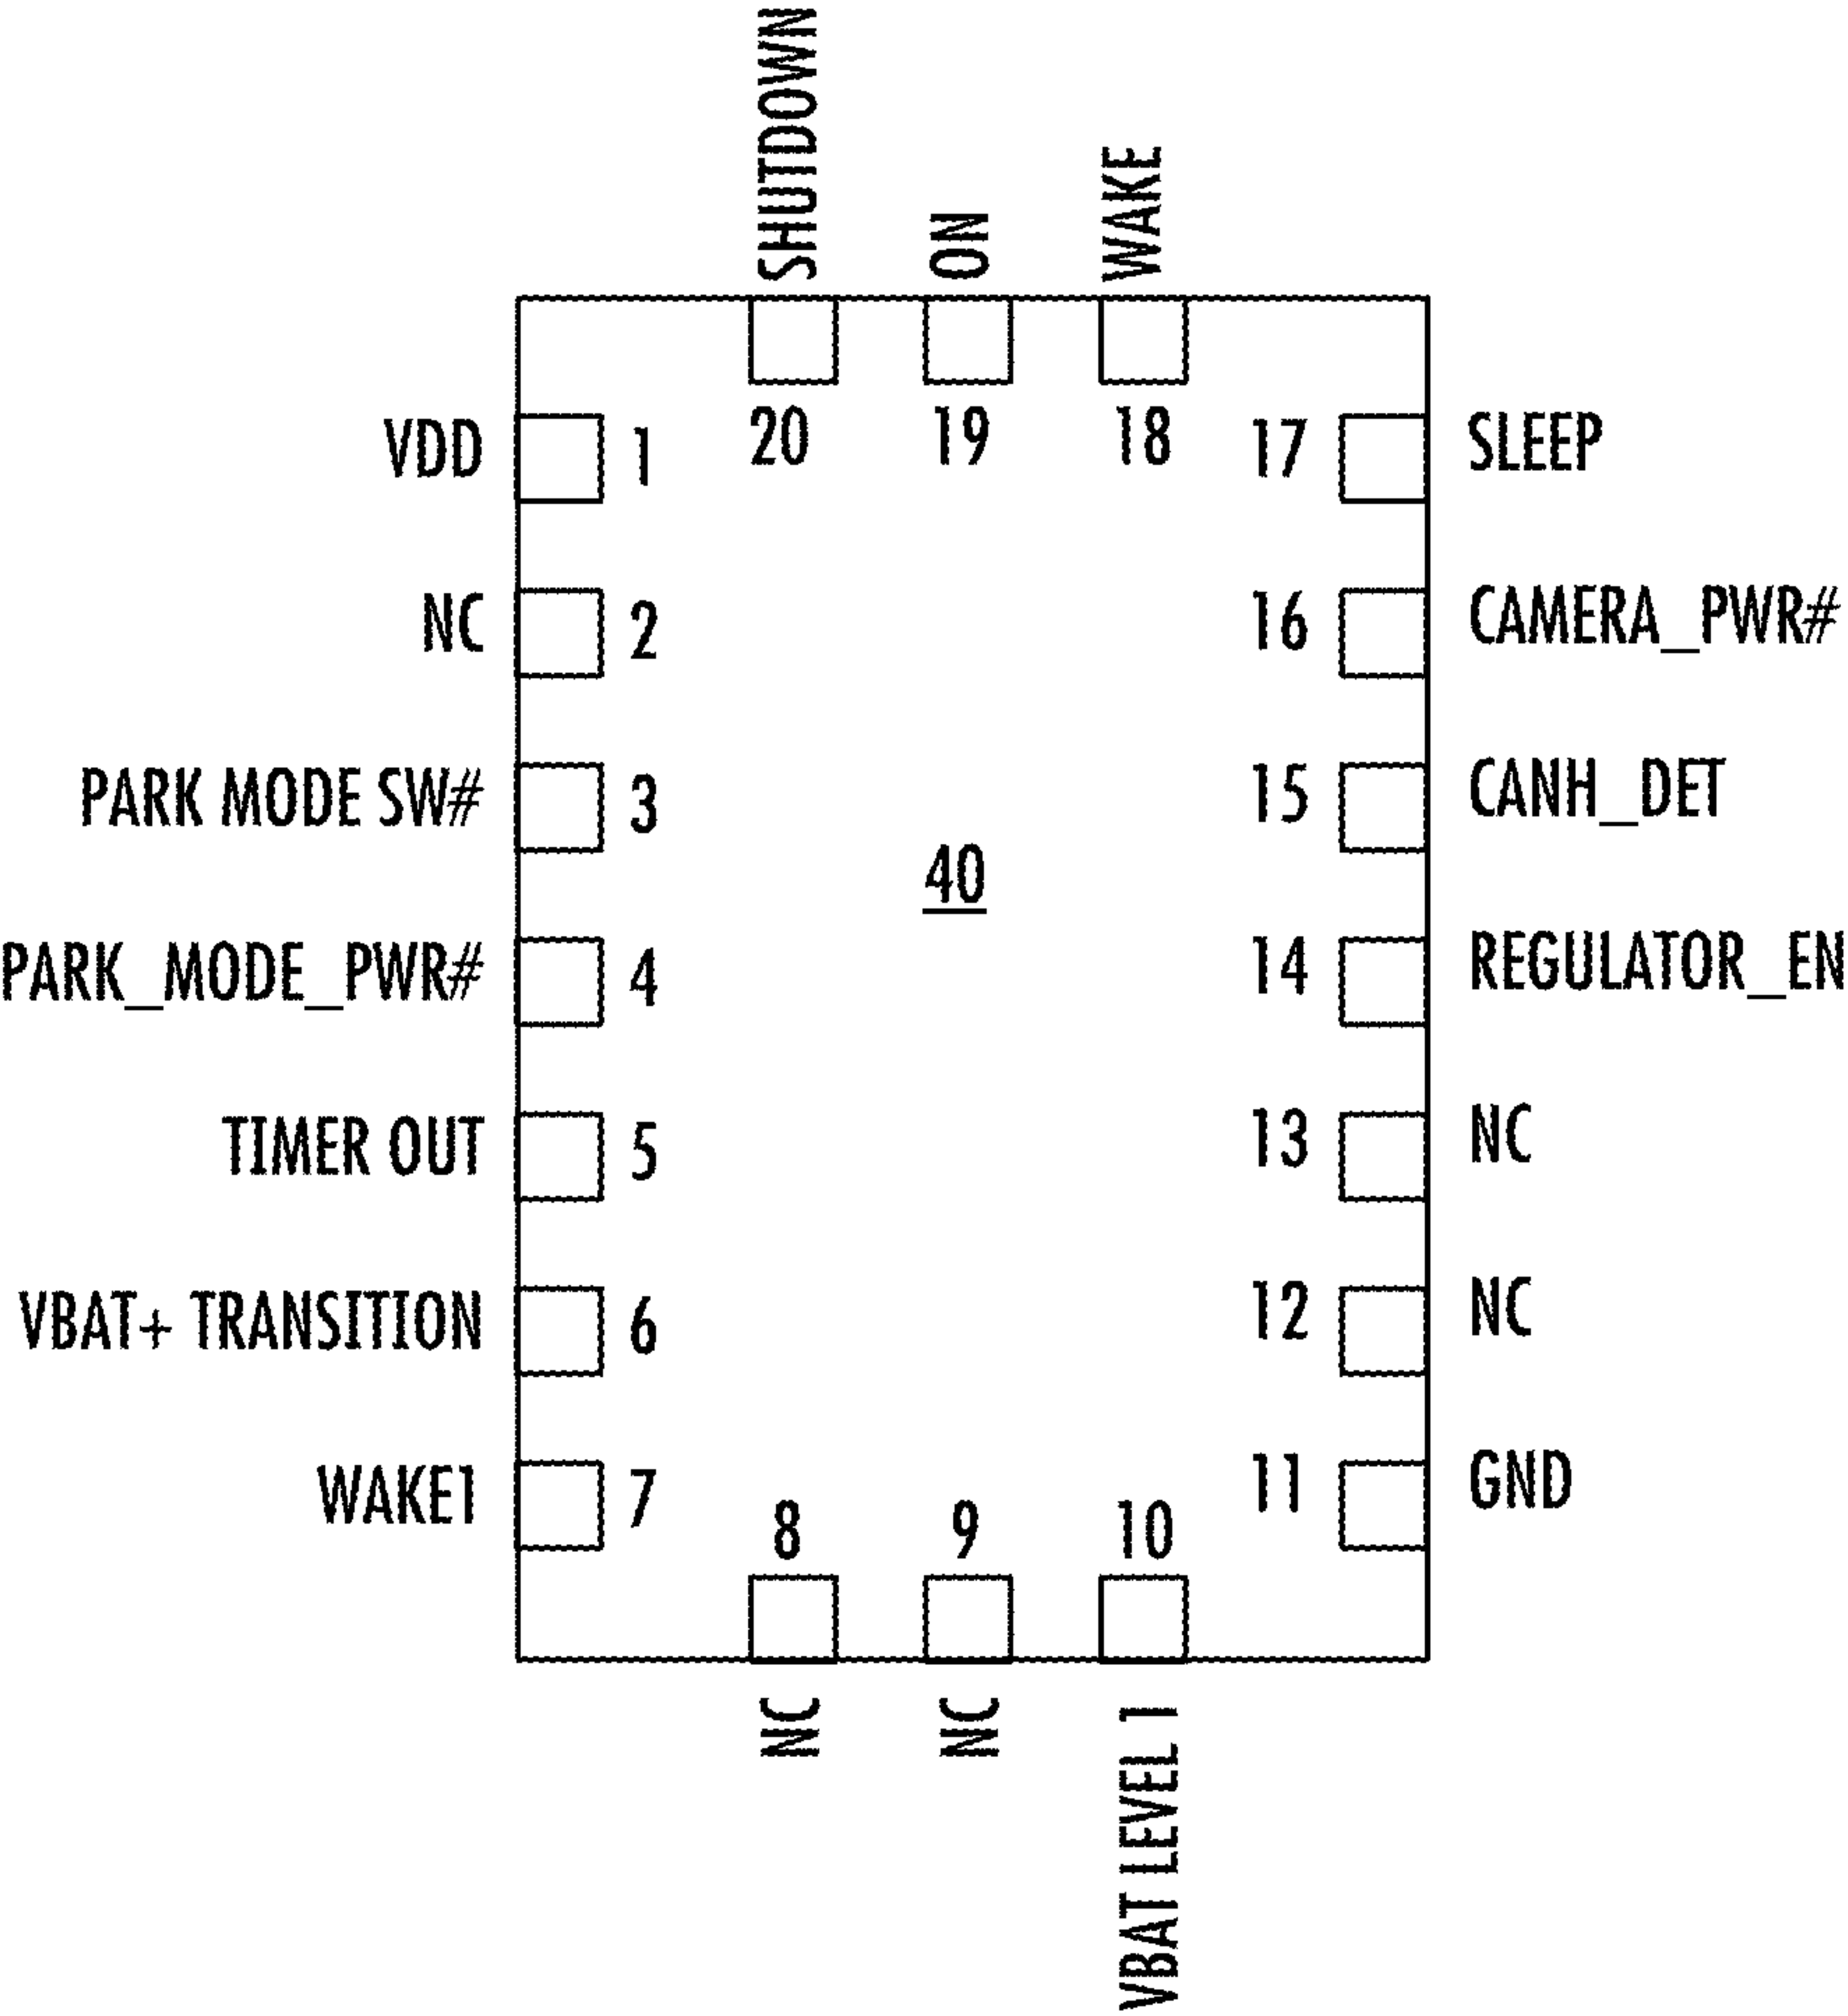 SHUTDOWN
ON
WAKE
20 19 18
VDD 1 17 SLEEP
NC 2 16 CAMERA_PWR#
PARK MODE SW# 3 15 CANH_DET
40
PARK_MODE_PWR# 4 14 REGULATOR_EN
TIMER OUT 5 13 NC
VBAT+ TRANSITION 6 12 NC
WAKE1 7 11 GND
8 9 10
NC
NC
VBAT LEVEL 1